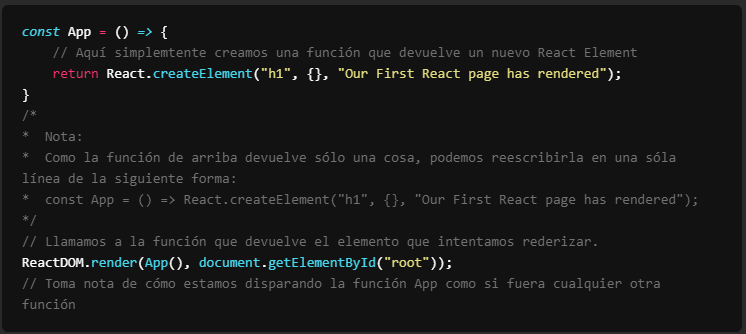 const App = () => {
    // Aquí simplemtente creamos una función que devuelve un nuevo React Element
    return React.createElement("h1", {}, "Our First React page has rendered");
}
/*
*  Nota:
*  Como la función de arriba devuelve sólo una cosa, podemos reescribirla en una sóla
línea de la siguiente forma:
*  const App = () => React.createElement("h1", {}, "Our First React page has rendered");
*/
// Llamamos a la función que devuelve el elemento que intentamos rederizar.
ReactDOM.render(App(), document.getElementById("root"));
// Toma nota de cómo estamos disparando la función App como si fuera cualquier otra
función